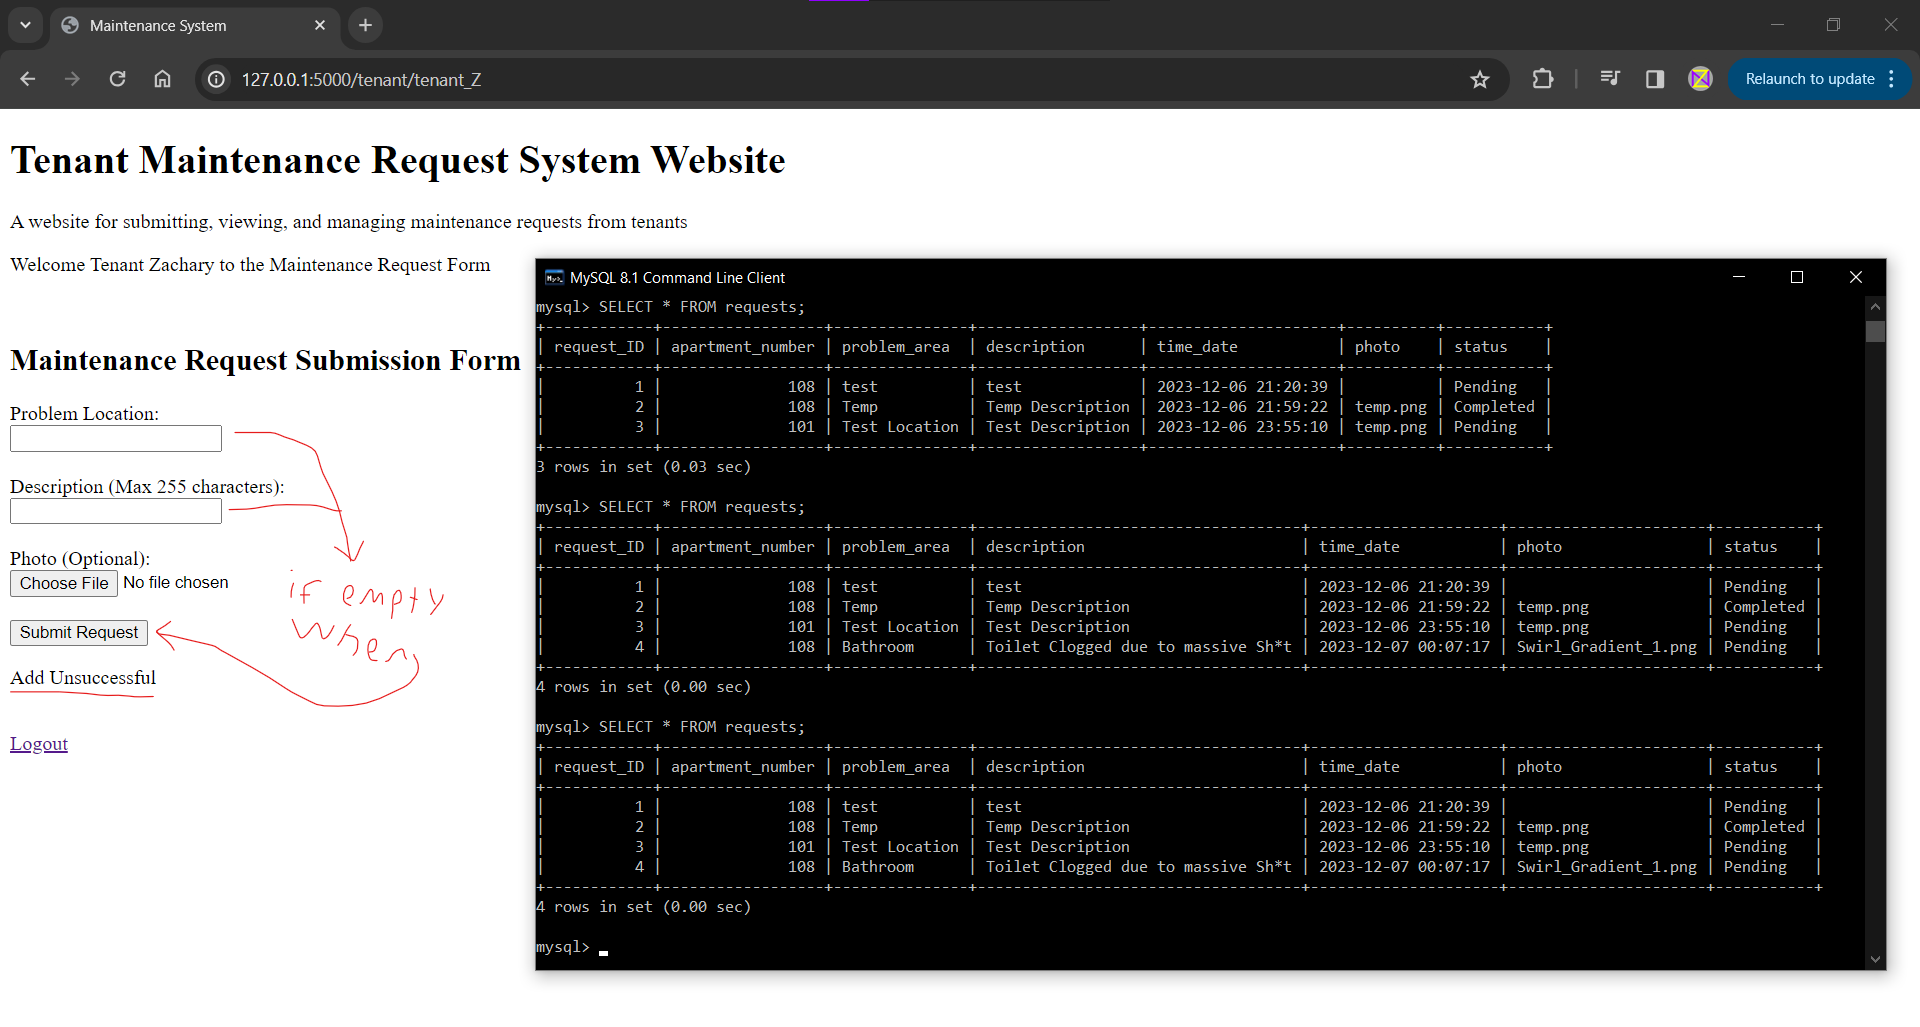 Maintenance System
127.0.0.1:5000/tenant/tenant_Z
Relaunch to update
Tenant Maintenance Request System Website
A website for submitting, viewing, and managing maintenance requests from tenants
Welcome Tenant Zachary to the Maintenance Request Form
Maintenance Request Submission Form
Problem Location:
Description (Max 255 characters):
Photo (Optional):
Choose File No file chosen
if empty
when
Submit Request
Add Unsuccessful
Logout
MySQL 8.1 Command Line Client
mysql> SELECT * FROM requests;
+------------+------------------+---------------+------------------+---------------------+----------+-----------+
| request_ID | apartment_number | problem_area | description | time_date | photo | status |
+------------+------------------+---------------+------------------+---------------------+----------+-----------+
| 1 | 108 | test | test | 2023-12-06 21:20:39 | | Pending |
| 2 | 108 | Temp | Temp Description | 2023-12-06 21:59:22 | temp.png | Completed |
| 3 | 101 | Test Location | Test Description | 2023-12-06 23:55:10 | temp.png | Pending |
+------------+------------------+---------------+------------------+---------------------+----------+-----------+
3 rows in set (0.03 sec)
mysql> SELECT * FROM requests;
+------------+------------------+---------------+------------------------------------+---------------------+----------------------+-----------+
| request_ID | apartment_number | problem_area | description | time_date | photo | status |
+------------+------------------+---------------+------------------------------------+---------------------+----------------------+-----------+
| 1 | 108 | test | test | 2023-12-06 21:20:39 | | Pending |
| 2 | 108 | Temp | Temp Description | 2023-12-06 21:59:22 | temp.png | Completed |
| 3 | 101 | Test Location | Test Description | 2023-12-06 23:55:10 | temp.png | Pending |
| 4 | 108 | Bathroom | Toilet Clogged due to massive Sh*t | 2023-12-07 00:07:17 | Swirl_Gradient_1.png | Pending |
+------------+------------------+---------------+------------------------------------+---------------------+----------------------+-----------+
4 rows in set (0.00 sec)
mysql> SELECT * FROM requests;
+------------+------------------+---------------+------------------------------------+---------------------+----------------------+-----------+
| request_ID | apartment_number | problem_area | description | time_date | photo | status |
+------------+------------------+---------------+------------------------------------+---------------------+----------------------+-----------+
| 1 | 108 | test | test | 2023-12-06 21:20:39 | | Pending |
| 2 | 108 | Temp | Temp Description | 2023-12-06 21:59:22 | temp.png | Completed |
| 3 | 101 | Test Location | Test Description | 2023-12-06 23:55:10 | temp.png | Pending |
| 4 | 108 | Bathroom | Toilet Clogged due to massive Sh*t | 2023-12-07 00:07:17 | Swirl_Gradient_1.png | Pending |
+------------+------------------+---------------+------------------------------------+---------------------+----------------------+-----------+
4 rows in set (0.00 sec)
mysql>